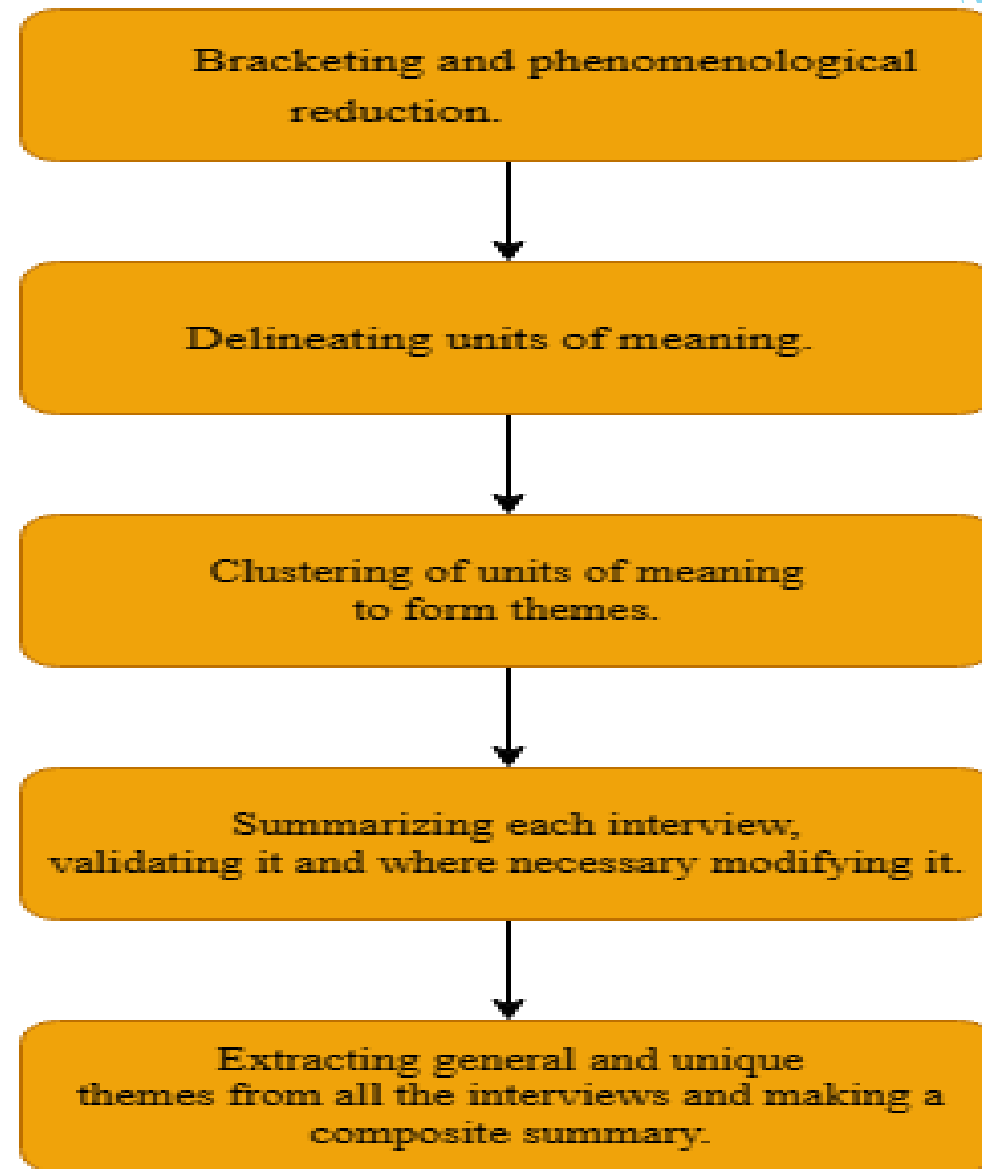 Bracketing and phenomenological
reduction.
Delineating units of meaning.
Clustering of units of meaning
to form themes.
Summarizing each interview,
validating it and where necessary modifying it.
Extracting general and unique
themes from all the interviews and making a
composite summary.